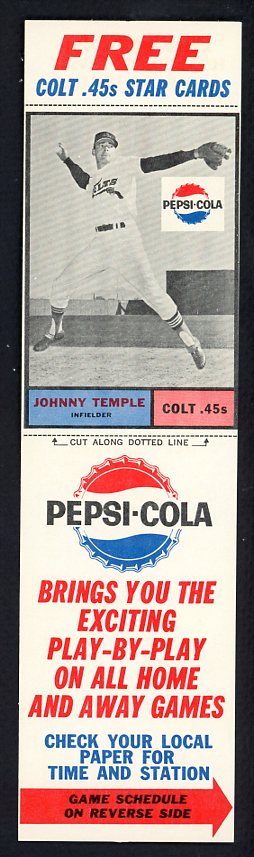 FREE
COLT .45s STAR CARDS
COLTS
PEPSI-COLA
JOHNNY TEMPLE
INFIELDER
COLT .45s
CUT ALONG DOTTED LINE
PEPSI-COLA
BRINGS YOU THE
EXCITING
PLAY-BY-PLAY
ON ALL HOME
AND AWAY GAMES
CHECK YOUR LOCAL
PAPER FOR
TIME AND STATION
GAME SCHEDULE
ON REVERSE SIDE